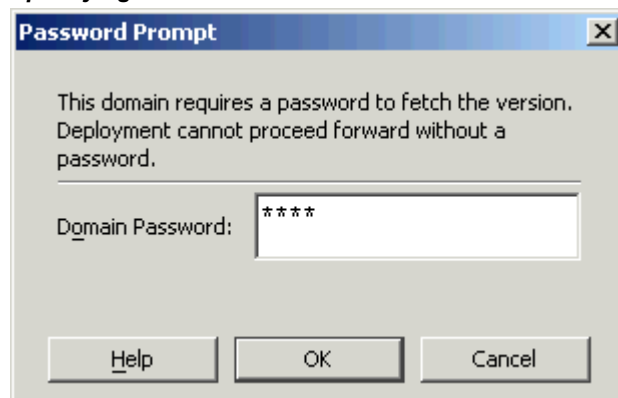 Password Prompt
This domain requires a password to fetch the version.
Deployment cannot proceed forward without a
password.
Domain Password:
****
Help
OK
Cancel